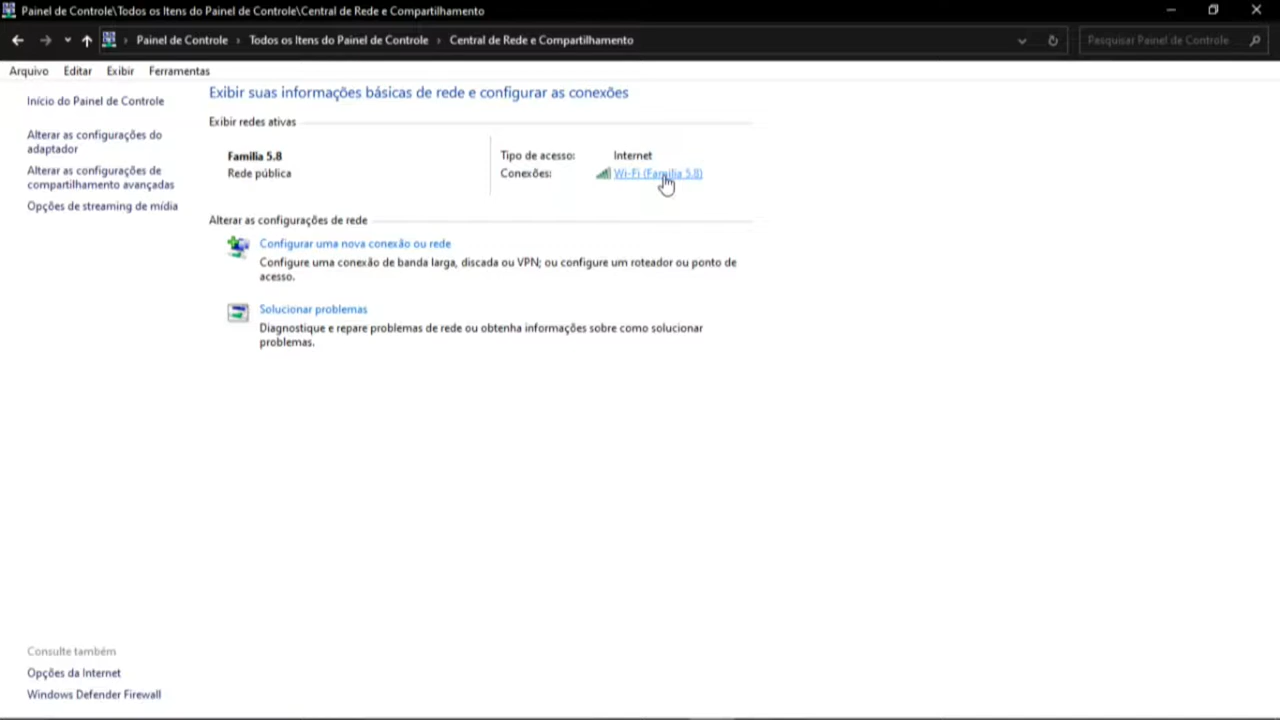 Painel de Controle\Todos os Itens do Painel de Controle\Central de Rede e Compartilhamento
Painel de Controle › Todos os Itens do Painel de Controle › Central de Rede e Compartilhamento
Pesquisar Painel de Controle
Arquivo Editar Exibir Ferramentas
Início do Painel de Controle
Alterar as configurações do
adaptador
Alterar as configurações de
compartilhamento avançadas
Opções de streaming de mídia
Exibir suas informações básicas de rede e configurar as conexões
Exibir redes ativas
Familia 5.8
Rede pública
Tipo de acesso: Internet
Conexões: Wi-Fi (Familia 5.8)
Alterar as configurações de rede
Configurar uma nova conexão ou rede
Configure uma conexão de banda larga, discada ou VPN; ou configure um roteador ou ponto de
acesso.
Solucionar problemas
Diagnostique e repare problemas de rede ou obtenha informações sobre como solucionar
problemas.
Consulte também
Opções da Internet
Windows Defender Firewall